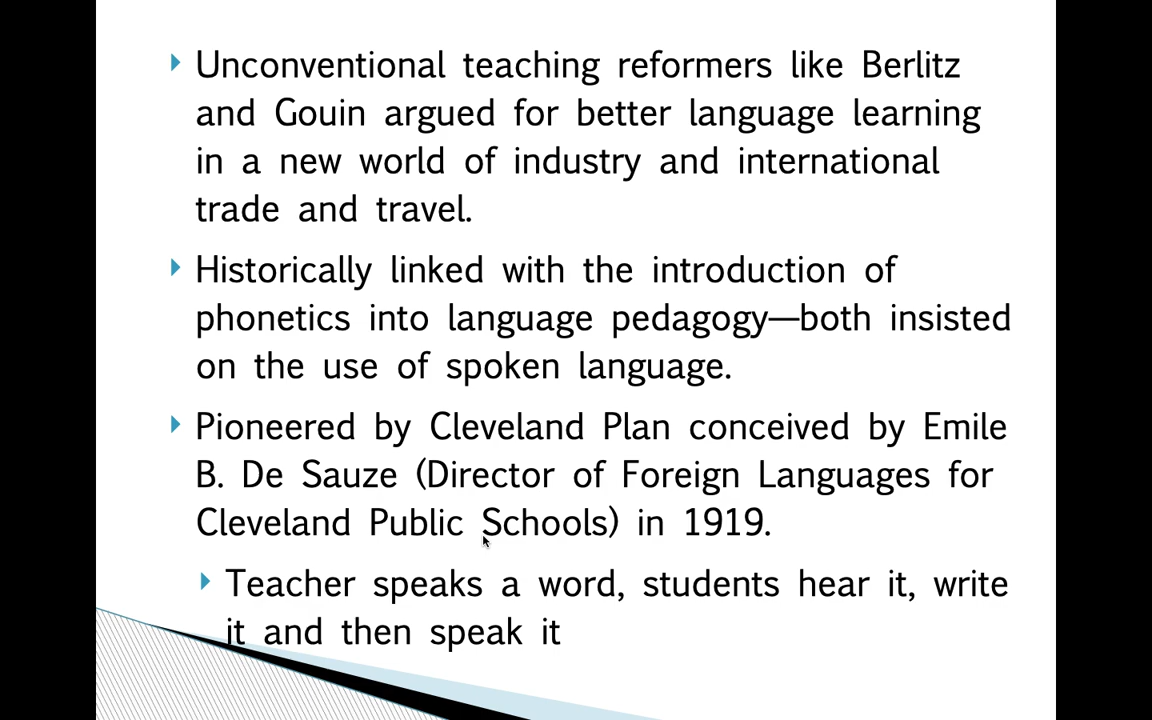 Unconventional teaching reformers like Berlitz
and Gouin argued for better language learning
in a new world of industry and international
trade and travel.
Historically linked with the introduction of
phonetics into language pedagogy—both insisted
on the use of spoken language.
Pioneered by Cleveland Plan conceived by Emile
B. De Sauze (Director of Foreign Languages for
Cleveland Public Schools) in 1919.
Teacher speaks a word, students hear it, write
it and then speak it